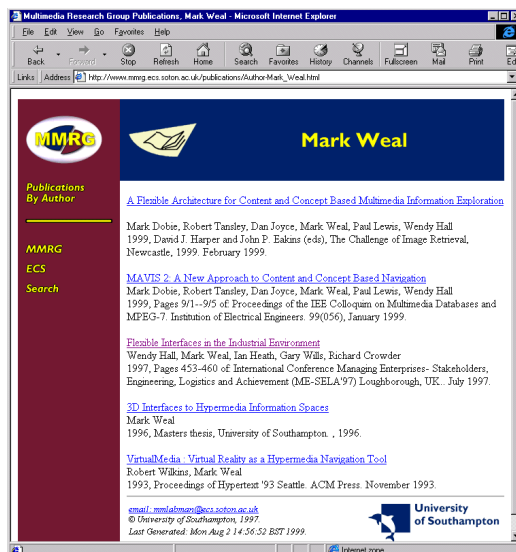 Multimedia Research Group Publications, Mark Weal - Microsoft Internet Explorer
File Edit View Go Favorites Help
Back Forward Stop Refresh Home Search Favorites History Channels Fullscreen Mail Print Ed
Links Address http://www.mmrg.ecs.soton.ac.uk/publications/Author-Mark_Weal.html
MMRG
Mark Weal
Publications
By Author
MMRG
ECS
Search
A Flexible Architecture for Content and Concept Based Multimedia Information Exploration
Mark Dobie, Robert Tansley, Dan Joyce, Mark Weal, Paul Lewis, Wendy Hall
1999, David J. Harper and John P. Eakins (eds), The Challenge of Image Retrieval,
Newcastle, 1999. February 1999.
MAVIS 2: A New Approach to Content and Concept Based Navigation
Mark Dobie, Robert Tansley, Dan Joyce, Mark Weal, Paul Lewis, Wendy Hall
1999, Pages 9/1--9/5 of: Proceedings of the IEE Colloquim on Multimedia Databases and
MPEG-7. Institution of Electrical Engineers. 99(056), January 1999.
Flexible Interfaces in the Industrial Environment
Wendy Hall, Mark Weal, Ian Heath, Gary Wills, Richard Crowder
1997, Pages 453-460 of International Conference Managing Enterprises- Stakeholders,
Engineering, Logistics and Achievement (ME-SELA'97) Loughborough, UK.. July 1997.
3D Interfaces to Hypermedia Information Spaces
Mark Weal
1996, Masters thesis, University of Southampton. , 1996.
VirtualMedia : Virtual Reality as a Hypermedia Navigation Tool
Robert Wilkins, Mark Weal
1993, Proceedings of Hypertext '93 Seattle. ACM Press. November 1993.
email: mmlabman@ecs.soton.ac.uk
© University of Southampton, 1997.
Last Generated: Mon Aug 2 14:56:52 BST 1999.
University
of Southampton
Internet zone